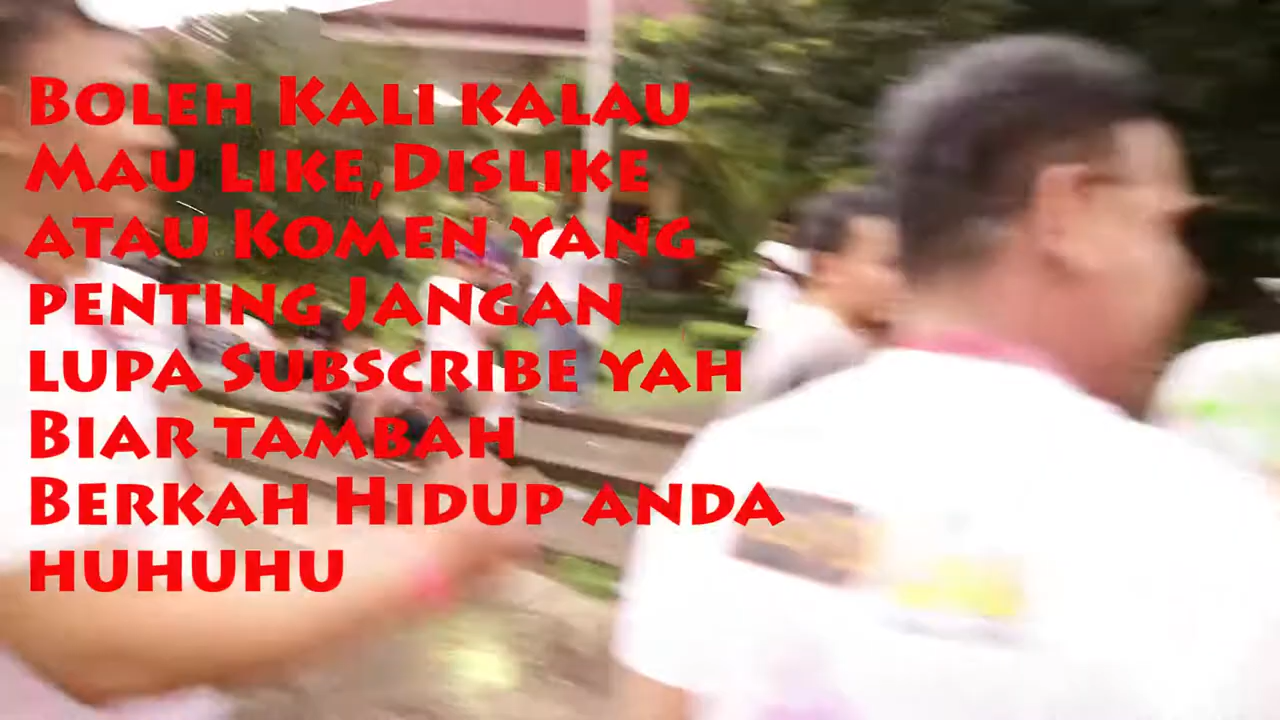 Boleh Kali kalau
Mau Like,Dislike
atau Komen yang
penting Jangan
lupa Subscribe yah
Biar tambah
Berkah Hidup anda
huhuhu